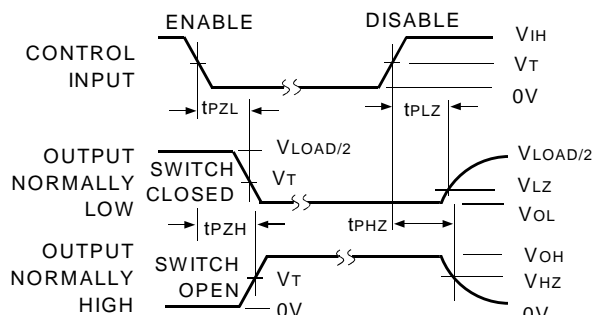 ENABLE
DISABLE
CONTROL
INPUT
VIH
VT
0V
tPZL
tPLZ
OUTPUT
NORMALLY
LOW
SWITCH
CLOSED
VLOAD/2
VT
VLOAD/2
VLZ
VOL
tPZH
tPHZ
OUTPUT
NORMALLY
HIGH
SWITCH
OPEN
VT
0V
VOH
VHZ
0V